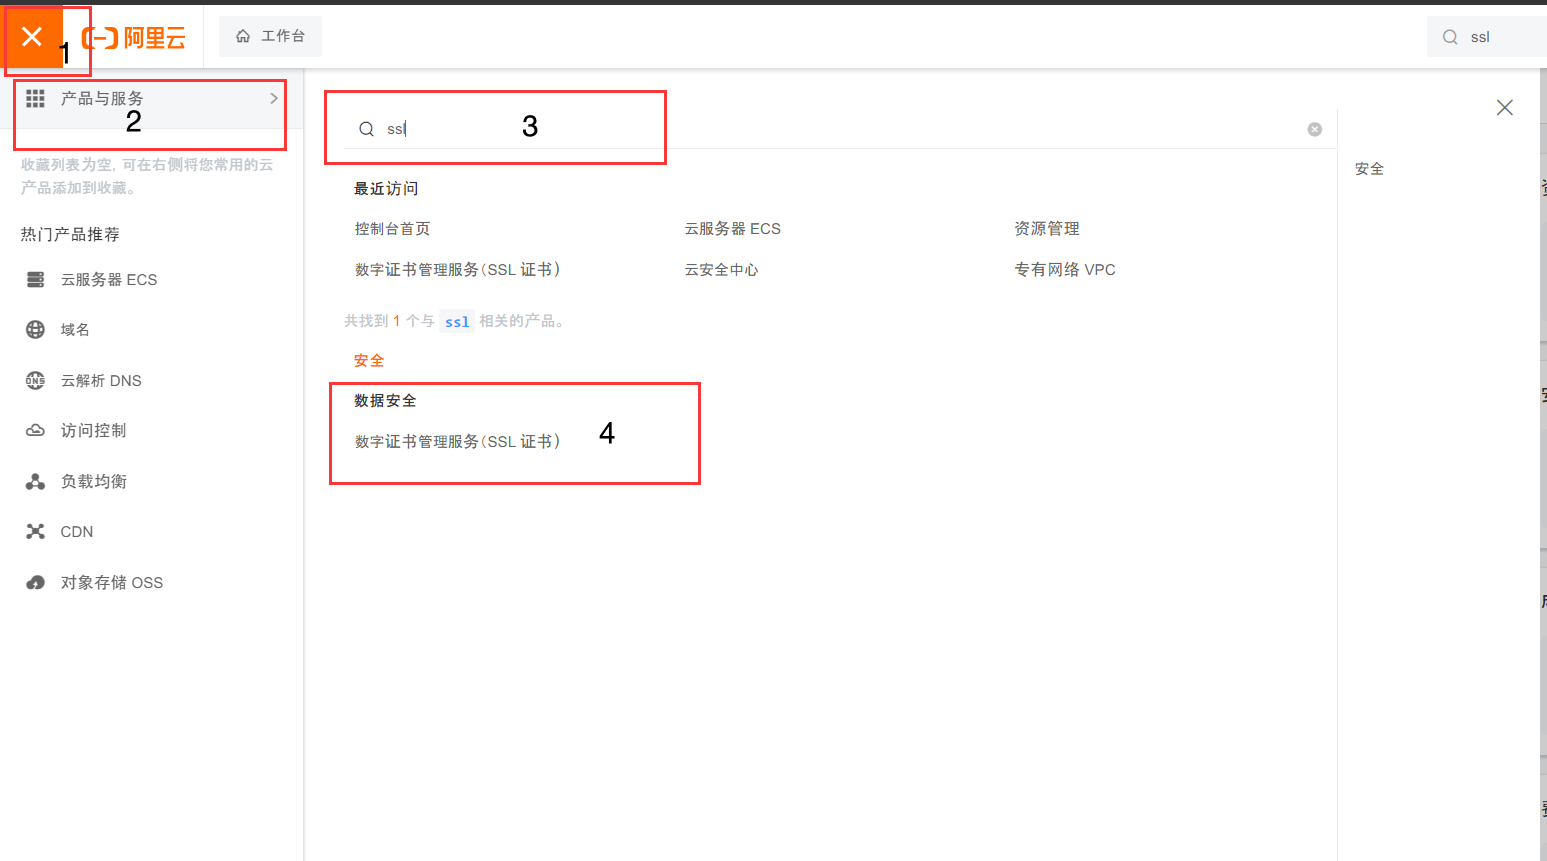 1
阿里云
工作台
ssl
产品与服务
2
收藏列表为空, 可在右侧将您常用的云
产品添加到收藏。
热门产品推荐
云服务器 ECS
域名
DNS
云解析 DNS
访问控制
负载均衡
CDN
对象存储 OSS
ssl
3
最近访问
控制台首页
云服务器 ECS
资源管理
数字证书管理服务(SSL 证书)
云安全中心
专有网络 VPC
共找到 1 个与 ssl 相关的产品。
安全
数据安全
数字证书管理服务(SSL 证书)
4
安全